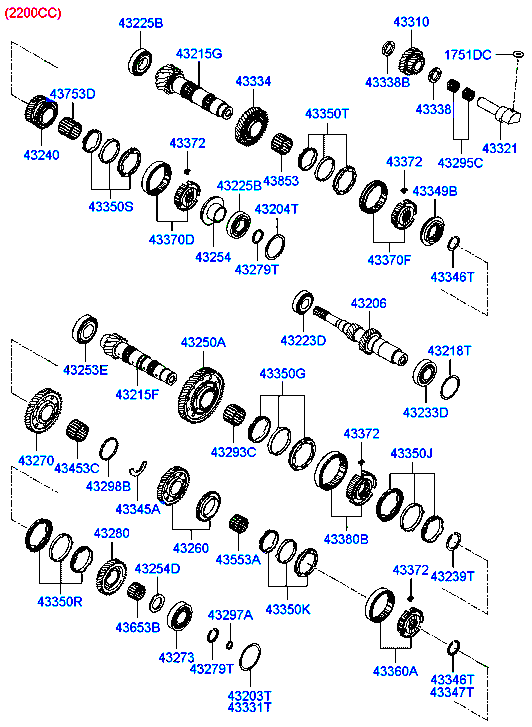 (2200CC)
43225B
43215G
43334
43310
1751DC
43338B
43338
43321
43295C
43753D
43240
43350S
43372
43350T
43853
43225B
43204T
43370D
43254
43279T
43372
43349B
43370F
43346T
43206
43223D
43218T
43233D
43250A
43253E
43215F
43350G
43293C
43270
43453C
43298B
43345A
43372
43350J
43380B
43260
43553A
43280
43254D
43350R
43653B
43273
43297A
43279T
43203T
43331T
43350K
43239T
43372
43360A
43346T
43347T